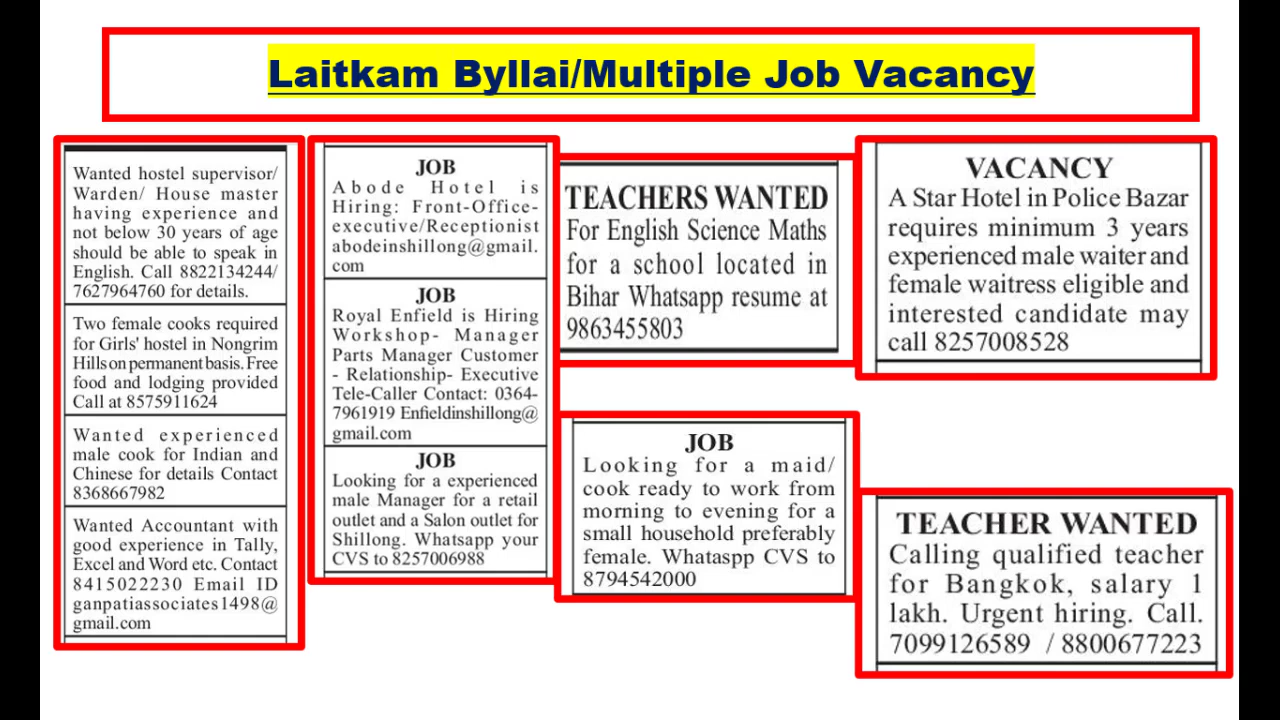 Laitkam Byllai/Multiple Job Vacancy
Wanted hostel supervisor/
Warden/ House master
having experience and
not below 30 years of age
should be able to speak in
English. Call 8822134244/
7627964760 for details.
Two female cooks required
for Girls' hostel in Nongrim
Hills on permanent basis. Free
food and lodging provided
Call at 8575911624
Wanted experienced
male cook for Indian and
Chinese for details Contact
8368667982
Wanted Accountant with
good experience in Tally,
Excel and Word etc. Contact
8415022230 Email ID
ganpatiassociates1498@
gmail.com
JOB
Abode Hotel is
Hiring: Front-Office-
executive/Receptionist
abodeinshillong@gmail.
com
JOB
Royal Enfield is Hiring
Workshop- Manager
Parts Manager Customer
- Relationship- Executive
Tele-Caller Contact: 0364-
7961919 Enfieldinshillong@
gmail.com
JOB
Looking for a experienced
male Manager for a retail
outlet and a Salon outlet for
Shillong. Whatsapp your
CVS to 8257006988
TEACHERS WANTED
For English Science Maths
for a school located in
Bihar Whatsapp resume at
9863455803
JOB
Looking for a maid/
cook ready to work from
morning to evening for a
small household preferably
female. Whataspp CVS to
8794542000
VACANCY
A Star Hotel in Police Bazar
requires minimum 3 years
experienced male waiter and
female waitress eligible and
interested candidate may
call 8257008528
TEACHER WANTED
Calling qualified teacher
for Bangkok, salary 1
lakh. Urgent hiring. Call.
7099126589 / 8800677223